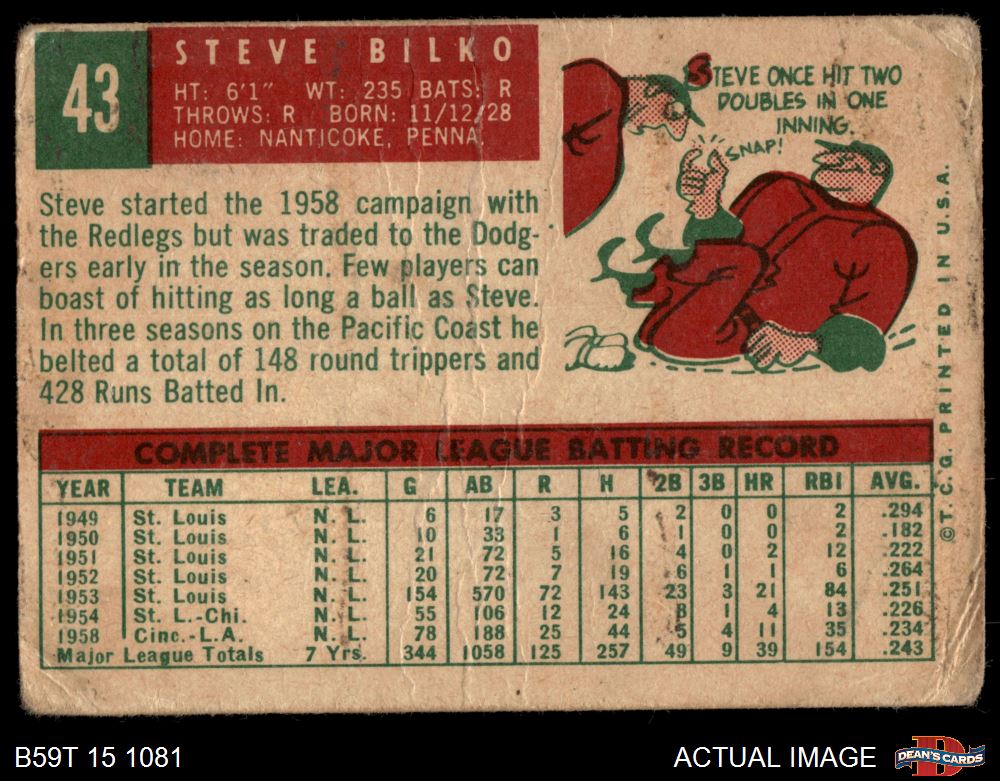 43
STEVE BILKO
HT: 6'1" WT: 235 BATS: R
THROWS: R BORN: 11/12/28
HOME: NANTICOKE, PENNA.
STEVE ONCE HIT TWO
DOUBLES IN ONE
INNING.
SNAP!
Steve started the 1958 campaign with
the Redlegs but was traded to the Dodg-
ers early in the season. Few players can
boast of hitting as long a ball as Steve.
In three seasons on the Pacific Coast he
belted a total of 148 round trippers and
428 Runs Batted In.
©T.C.G. PRINTED IN U.S.A.
COMPLETE MAJOR LEAGUE BATTING RECORD
YEAR TEAM LEA. G AB R H 2B 3B HR RBI AVG.
1949 St. Louis N. L. 6 17 3 5 2 0 0 2 .294
1950 St. Louis N. L. 10 33 1 6 1 0 0 2 .182
1951 St. Louis N. L. 21 72 5 16 4 0 2 12 .222
1952 St. Louis N. L. 20 72 7 19 6 1 1 6 .264
1953 St. Louis N. L. 154 570 72 143 23 3 21 84 .251
1954 St. L.-Chi. N. L. 55 106 12 24 8 1 4 13 .226
1958 Cinc.-L.A. N. L. 78 188 25 44 5 4 11 35 .234
Major League Totals 7 Yrs. 344 1058 125 257 49 9 39 154 .243
B59T 15 1081
ACTUAL IMAGE
DEAN'S CARDS